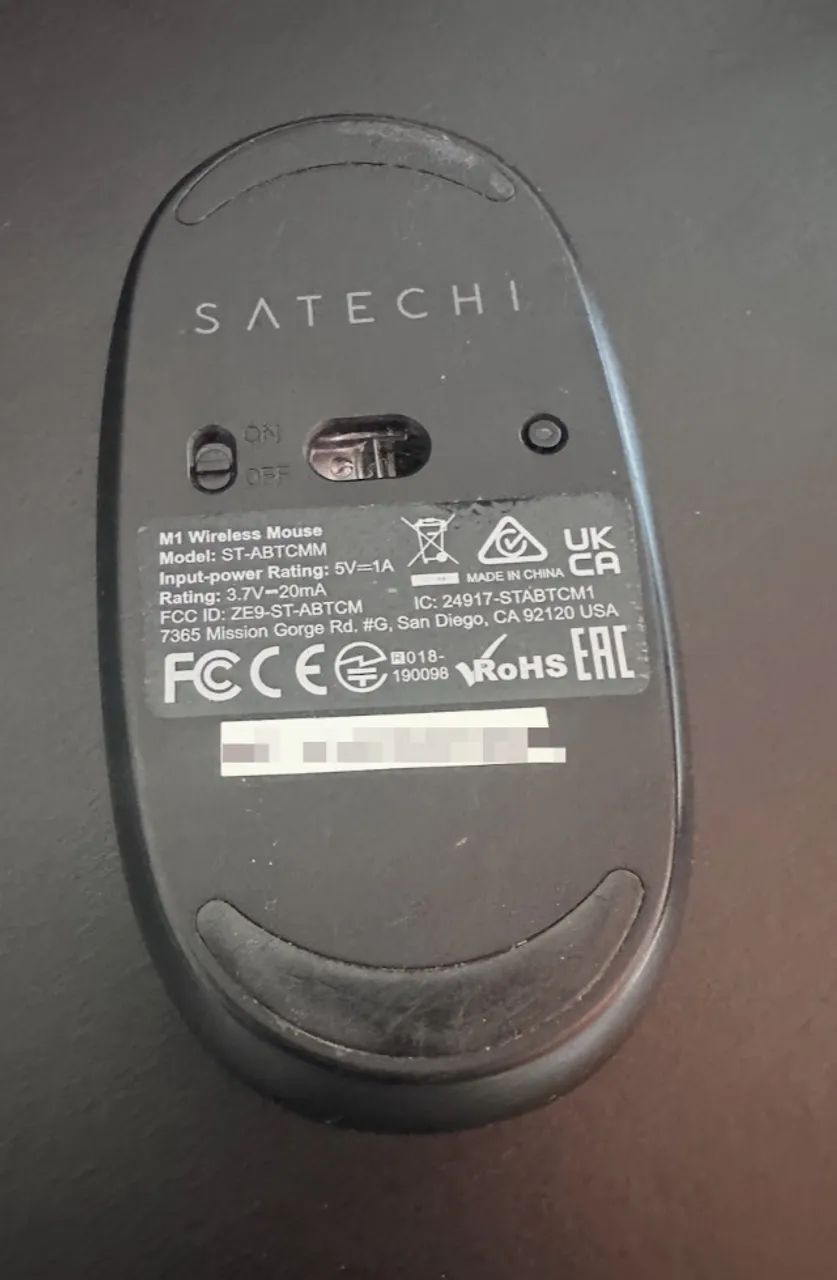 SATECHI
ON
OFF
M1 Wireless Mouse
Model: ST-ABTCMM
Input-power Rating: 5V⎓1A
Rating: 3.7V⎓20mA
FCC ID: ZE9-ST-ABTCM
IC: 24917-STABTCM1
7365 Mission Gorge Rd. #G, San Diego, CA 92120 USA
MADE IN CHINA
UK
CA
FC CE
R 018-
190098
RoHS
EAC